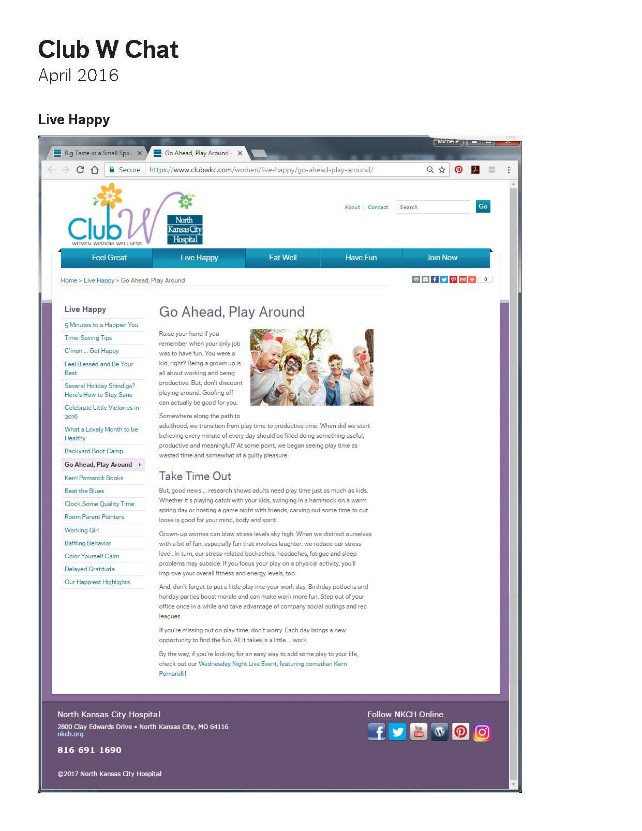 Club W Chat
April 2016
Live Happy
Michele
Big Taste in a Small Spa
Go Ahead, Play Around -
Secure
https://www.clubwkc.com/women/live-happy/go-ahead-play-around/
Club W
WOMEN. WISDOM. WELLNESS.
North
Kansas City
Hospital
About
Contact
Search
Go
Feel Great
Live Happy
Eat Well
Have Fun
Join Now
Home > Live Happy > Go Ahead, Play Around
0
Live Happy
5 Minutes to a Happier You
Time-Saving Tips
C'mon ... Get Happy
Feel Blessed and Be Your
Best
Several Holiday Shindigs?
Here's How to Stay Sane
Celebrate Little Victories in
2016
What a Lovely Month to be
Healthy
Backyard Boot Camp
Go Ahead, Play Around
Kerri Pomarolli Books
Beat the Blues
Clock Some Quality Time
Room Parent Pointers
Working Girl
Battling Behavior
Color Yourself Calm
Delayed Gratitude
Our Happiest Highlights
Go Ahead, Play Around
Raise your hand if you
remember when your only job
was to have fun. You were a
kid, right? Being a grown up is
all about working and being
productive. But, don't discount
playing around. Goofing off
can actually be good for you.
Somewhere along the path to
adulthood, we transition from play time to productive time. When did we start
believing every minute of every day should be filled doing something useful,
productive and meaningful? At some point, we began seeing play time as
wasted time and somewhat of a guilty pleasure.
Take Time Out
But, good news ... research shows adults need play time just as much as kids.
Whether it's playing catch with your kids, swinging in a hammock on a warm
spring day or hosting a game night with friends, carving out some time to cut
loose is good for your mind, body and spirit.
Grown-up worries can blow stress levels sky high. When we distract ourselves
with a bit of fun, especially fun that involves laughter, we reduce our stress
level. In turn, our stress-related backaches, headaches, fatigue and sleep
problems may subside. If you focus your play on a physical activity, you'll
improve your overall fitness and energy levels, too.
And, don't forget to put a little play into your work day. Birthday potlucks and
holiday parties boost morale and can make work more fun. Step out of your
office once in a while and take advantage of company social outings and rec
leagues.
If you're missing out on play time, don't worry. Each day brings a new
opportunity to find the fun. All it takes is a little ... work.
By the way, if you're looking for an easy way to add some play to your life,
check out our Wednesday Night Live Event, featuring comedian Kerri
Pomarolli!
North Kansas City Hospital
2800 Clay Edwards Drive • North Kansas City, MO 64116
nkch.org
816 691 1690
©2017 North Kansas City Hospital
Follow NKCH Online